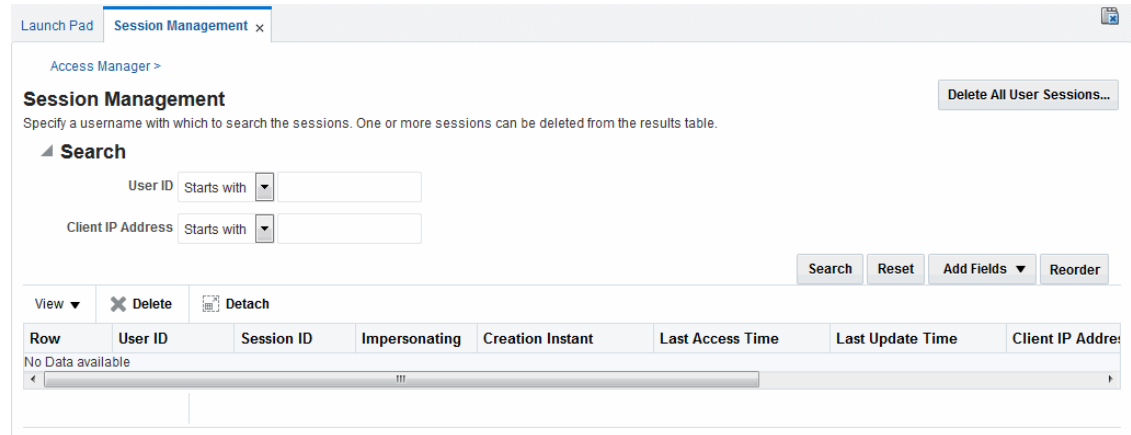 Launch Pad Session Management x
Access Manager >
Session Management Delete All User Sessions...
Specify a username with which to search the sessions. One or more sessions can be deleted from the results table.
Search
User ID Starts with
Client IP Address Starts with
Search Reset Add Fields Reorder
View Delete Detach
Row User ID Session ID Impersonating Creation Instant Last Access Time Last Update Time Client IP Addres
No Data available